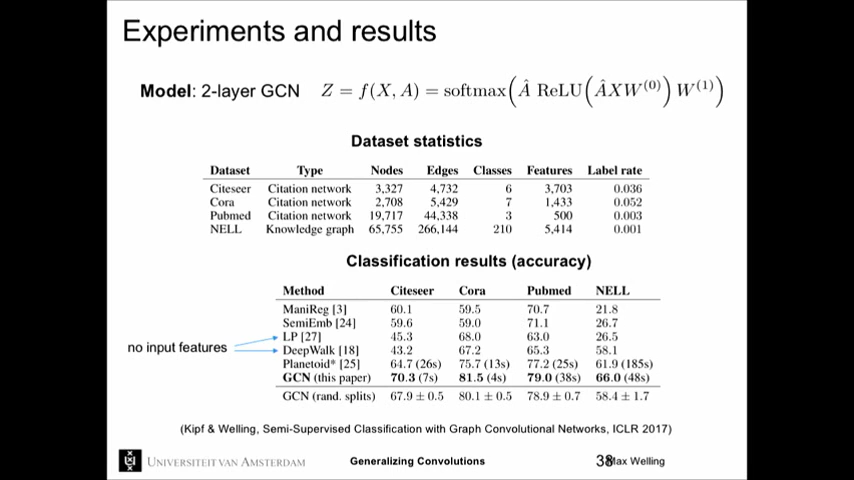 Experiments and results
Model: 2-layer GCN Z = f(X, A) = softmax(Â ReLU(ÂXW⁽⁰⁾) W⁽¹⁾)
Dataset statistics
Dataset Type Nodes Edges Classes Features Label rate
Citeseer Citation network 3,327 4,732 6 3,703 0.036
Cora Citation network 2,708 5,429 7 1,433 0.052
Pubmed Citation network 19,717 44,338 3 500 0.003
NELL Knowledge graph 65,755 266,144 210 5,414 0.001
Classification results (accuracy)
Method Citeseer Cora Pubmed NELL
ManiReg [3] 60.1 59.5 70.7 21.8
SemiEmb [24] 59.6 59.0 71.1 26.7
LP [27] 45.3 68.0 63.0 26.5
no input features
DeepWalk [18] 43.2 67.2 65.3 58.1
Planetoid* [25] 64.7 (26s) 75.7 (13s) 77.2 (25s) 61.9 (185s)
GCN (this paper) 70.3 (7s) 81.5 (4s) 79.0 (38s) 66.0 (48s)
GCN (rand. splits) 67.9 ± 0.5 80.1 ± 0.5 78.9 ± 0.7 58.4 ± 1.7
(Kipf & Welling, Semi-Supervised Classification with Graph Convolutional Networks, ICLR 2017)
UNIVERSITEIT VAN AMSTERDAM Generalizing Convolutions 38 Max Welling